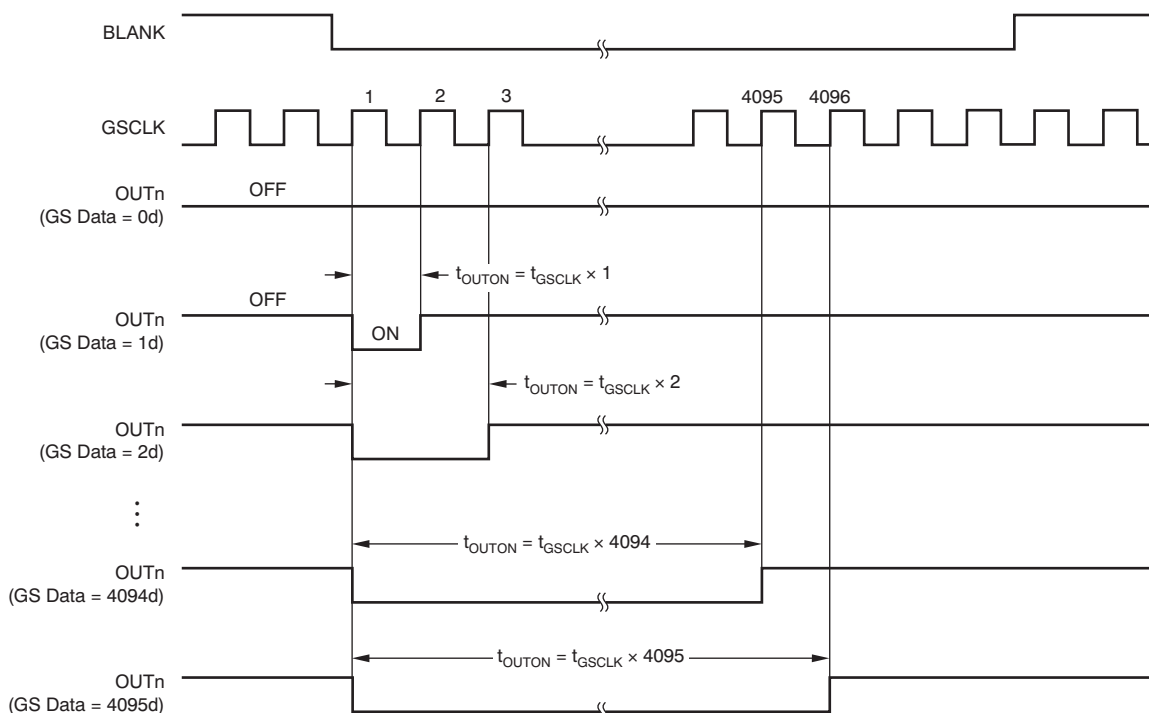 BLANK
1 2 3 4095 4096
GSCLK
OUTn
(GS Data = 0d)
OFF
tOUTON = tGSCLK × 1
OFF
OUTn
(GS Data = 1d)
ON
tOUTON = tGSCLK × 2
OUTn
(GS Data = 2d)
⋮
tOUTON = tGSCLK × 4094
OUTn
(GS Data = 4094d)
tOUTON = tGSCLK × 4095
OUTn
(GS Data = 4095d)